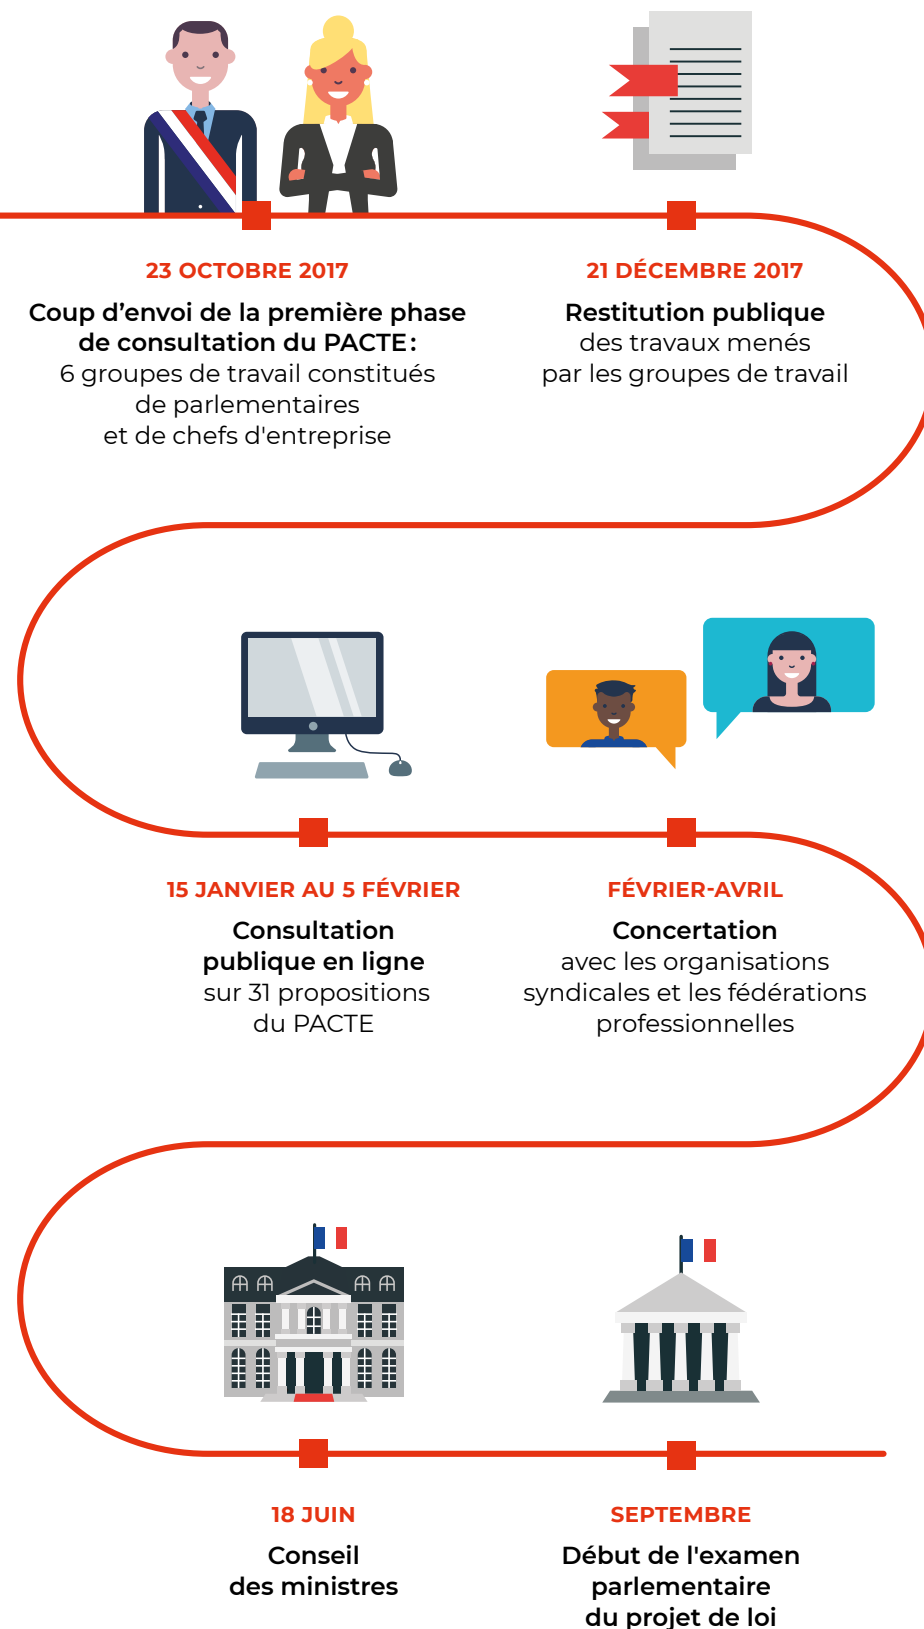 23 OCTOBRE 2017
Coup d’envoi de la première phase
de consultation du PACTE :
6 groupes de travail constitués
de parlementaires
et de chefs d'entreprise
21 DÉCEMBRE 2017
Restitution publique
des travaux menés
par les groupes de travail
15 JANVIER AU 5 FÉVRIER
Consultation
publique en ligne
sur 31 propositions
du PACTE
FÉVRIER-AVRIL
Concertation
avec les organisations
syndicales et les fédérations
professionnelles
18 JUIN
Conseil
des ministres
SEPTEMBRE
Début de l'examen
parlementaire
du projet de loi